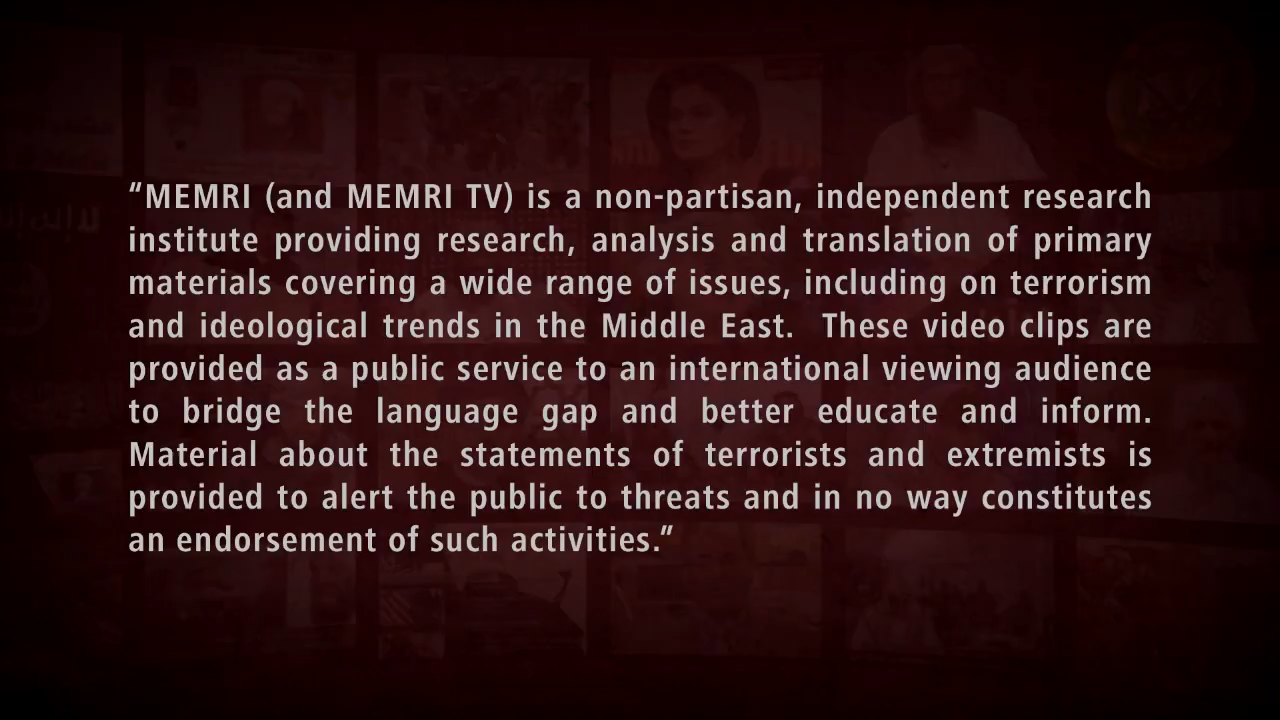 “MEMRI (and MEMRI TV) is a non-partisan, independent research
institute providing research, analysis and translation of primary
materials covering a wide range of issues, including on terrorism
and ideological trends in the Middle East.  These video clips are
provided as a public service to an international viewing audience
to bridge the language gap and better educate and inform.
Material about the statements of terrorists and extremists is
provided to alert the public to threats and in no way constitutes
an endorsement of such activities.”